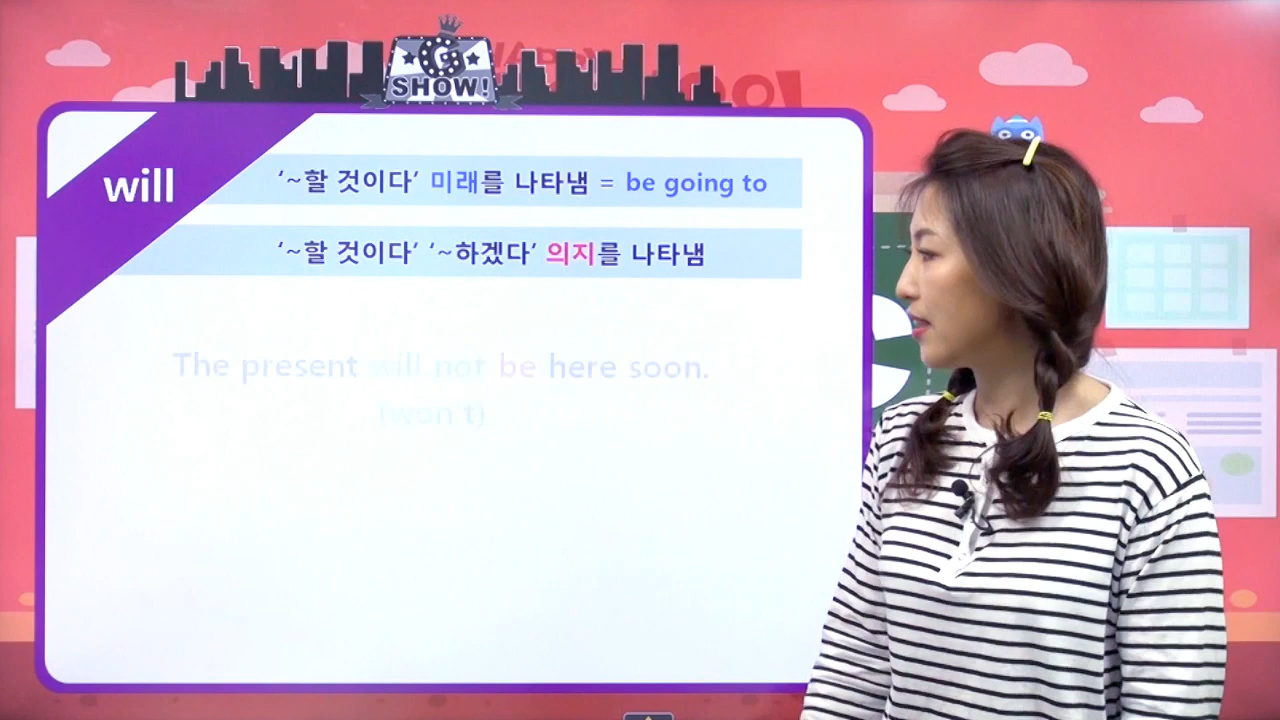 SHOW!
will
‘~할 것이다’ 미래를 나타냄 = be going to
‘~할 것이다‘ ‘~하겠다’ 의지를 나타냄
The present will not be here soon.
(won't)